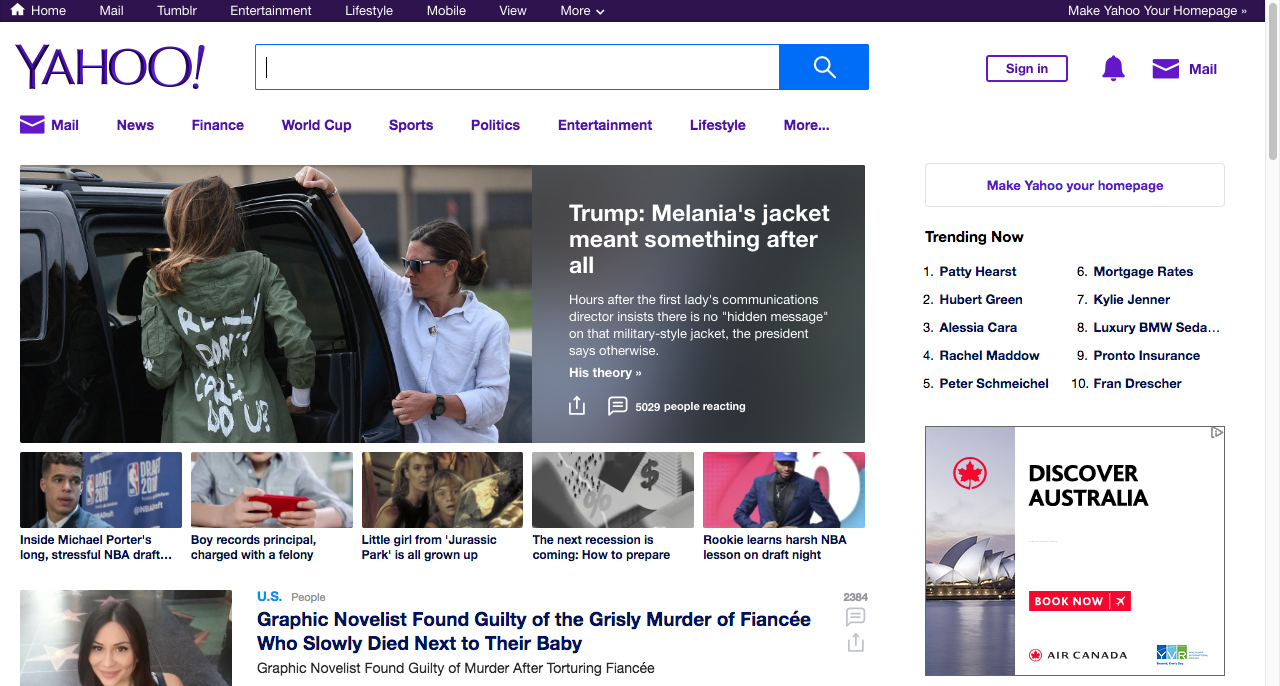 Home Mail Tumblr Entertainment Lifestyle Mobile View More Make Yahoo Your Homepage »
YAHOO!
Sign in
Mail
Mail News Finance World Cup Sports Politics Entertainment Lifestyle More...
REALLY
DON'T
CARE,
DO U?
Trump: Melania's jacket
meant something after
all
Hours after the first lady's communications
director insists there is no "hidden message"
on that military-style jacket, the president
says otherwise.
His theory »
5029 people reacting
DRAFT
2018
DRAFT
2018
@NBADraft
Inside Michael Porter's
long, stressful NBA draft...
Boy records principal,
charged with a felony
%
$
Little girl from 'Jurassic
Park' is all grown up
The next recession is
coming: How to prepare
Rookie learns harsh NBA
lesson on draft night
U.S. People
2384
Graphic Novelist Found Guilty of the Grisly Murder of Fiancée
Who Slowly Died Next to Their Baby
Graphic Novelist Found Guilty of Murder After Torturing Fiancée
Make Yahoo your homepage
Trending Now
1. Patty Hearst
2. Hubert Green
3. Alessia Cara
4. Rachel Maddow
5. Peter Schmeichel
6. Mortgage Rates
7. Kylie Jenner
8. Luxury BMW Seda...
9. Pronto Insurance
10. Fran Drescher
DISCOVER
AUSTRALIA
BOOK NOW
AIR CANADA
YVR